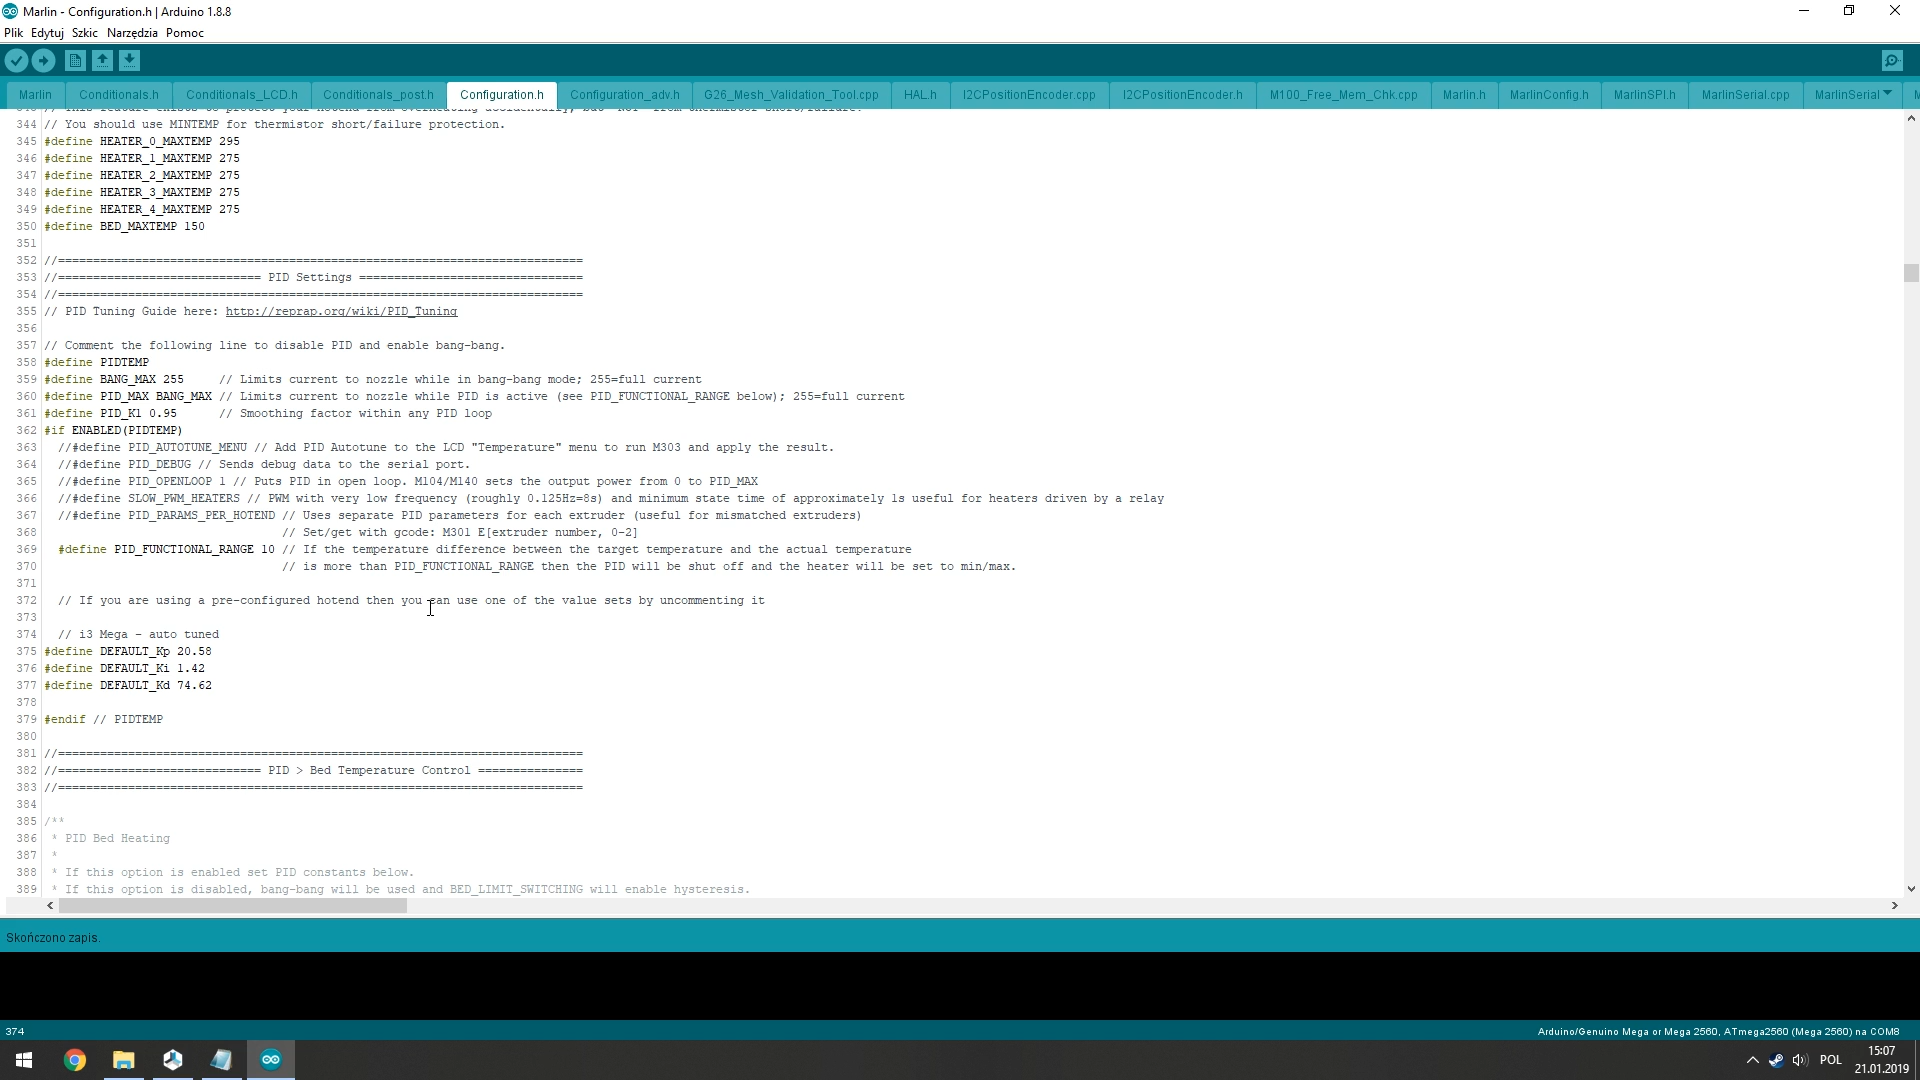 Marlin - Configuration.h | Arduino 1.8.8
Plik Edytuj Szkic Narzędzia Pomoc
Marlin Conditionals.h Conditionals_LCD.h Conditionals_post.h Configuration.h Configuration_adv.h G26_Mesh_Validation_Tool.cpp HAL.h I2CPositionEncoder.cpp I2CPositionEncoder.h M100_Free_Mem_Chk.cpp Marlin.h MarlinConfig.h MarlinSPI.h MarlinSerial.cpp MarlinSerial
344 // You should use MINTEMP for thermistor short/failure protection.
345 #define HEATER_0_MAXTEMP 295
346 #define HEATER_1_MAXTEMP 275
347 #define HEATER_2_MAXTEMP 275
348 #define HEATER_3_MAXTEMP 275
349 #define HEATER_4_MAXTEMP 275
350 #define BED_MAXTEMP 150
351
352 //===========================================================================
353 //============================= PID Settings ================================
354 //===========================================================================
355 // PID Tuning Guide here: http://reprap.org/wiki/PID_Tuning
356
357 // Comment the following line to disable PID and enable bang-bang.
358 #define PIDTEMP
359 #define BANG_MAX 255     // Limits current to nozzle while in bang-bang mode; 255=full current
360 #define PID_MAX BANG_MAX // Limits current to nozzle while PID is active (see PID_FUNCTIONAL_RANGE below); 255=full current
361 #define PID_K1 0.95      // Smoothing factor within any PID loop
362 #if ENABLED(PIDTEMP)
363   //#define PID_AUTOTUNE_MENU // Add PID Autotune to the LCD "Temperature" menu to run M303 and apply the result.
364   //#define PID_DEBUG // Sends debug data to the serial port.
365   //#define PID_OPENLOOP 1 // Puts PID in open loop. M104/M140 sets the output power from 0 to PID_MAX
366   //#define SLOW_PWM_HEATERS // PWM with very low frequency (roughly 0.125Hz=8s) and minimum state time of approximately 1s useful for heaters driven by a relay
367   //#define PID_PARAMS_PER_HOTEND // Uses separate PID parameters for each extruder (useful for mismatched extruders)
368                                   // Set/get with gcode: M301 E[extruder number, 0-2]
369   #define PID_FUNCTIONAL_RANGE 10 // If the temperature difference between the target temperature and the actual temperature
370                                   // is more than PID_FUNCTIONAL_RANGE then the PID will be shut off and the heater will be set to min/max.
371
372   // If you are using a pre-configured hotend then you can use one of the value sets by uncommenting it
373
374   // i3 Mega - auto tuned
375 #define DEFAULT_Kp 20.58
376 #define DEFAULT_Ki 1.42
377 #define DEFAULT_Kd 74.62
378
379 #endif // PIDTEMP
380
381 //===========================================================================
382 //============================= PID > Bed Temperature Control ===============
383 //===========================================================================
384
385 /**
386  * PID Bed Heating
387  *
388  * If this option is enabled set PID constants below.
389  * If this option is disabled, bang-bang will be used and BED_LIMIT_SWITCHING will enable hysteresis.
Skończono zapis.
374 Arduino/Genuino Mega or Mega 2560, ATmega2560 (Mega 2560) na COM8
POL 15:07
21.01.2019